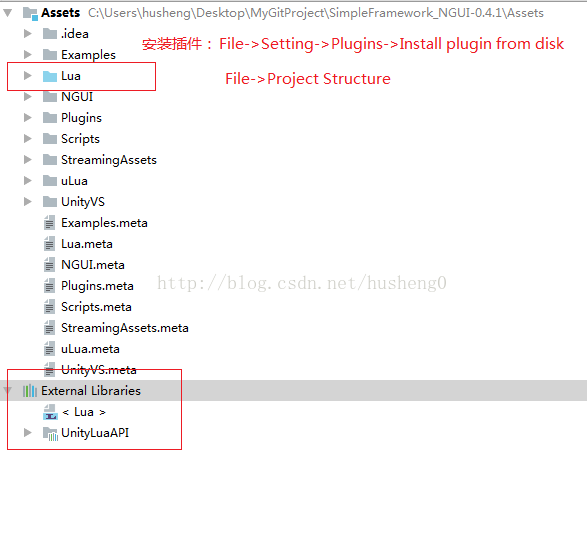 Assets C:\Users\husheng\Desktop\MyGitProject\SimpleFramework_NGUI-0.4.1\Assets
.idea
安装插件：File->Setting->Plugins->Install plugin from disk
Examples
Lua
File->Project Structure
NGUI
Plugins
Scripts
StreamingAssets
uLua
UnityVS
Examples.meta
Lua.meta
NGUI.meta
http://blog.csdn.net/husheng0
Plugins.meta
Scripts.meta
StreamingAssets.meta
uLua.meta
UnityVS.meta
External Libraries
< Lua >
UnityLuaAPI